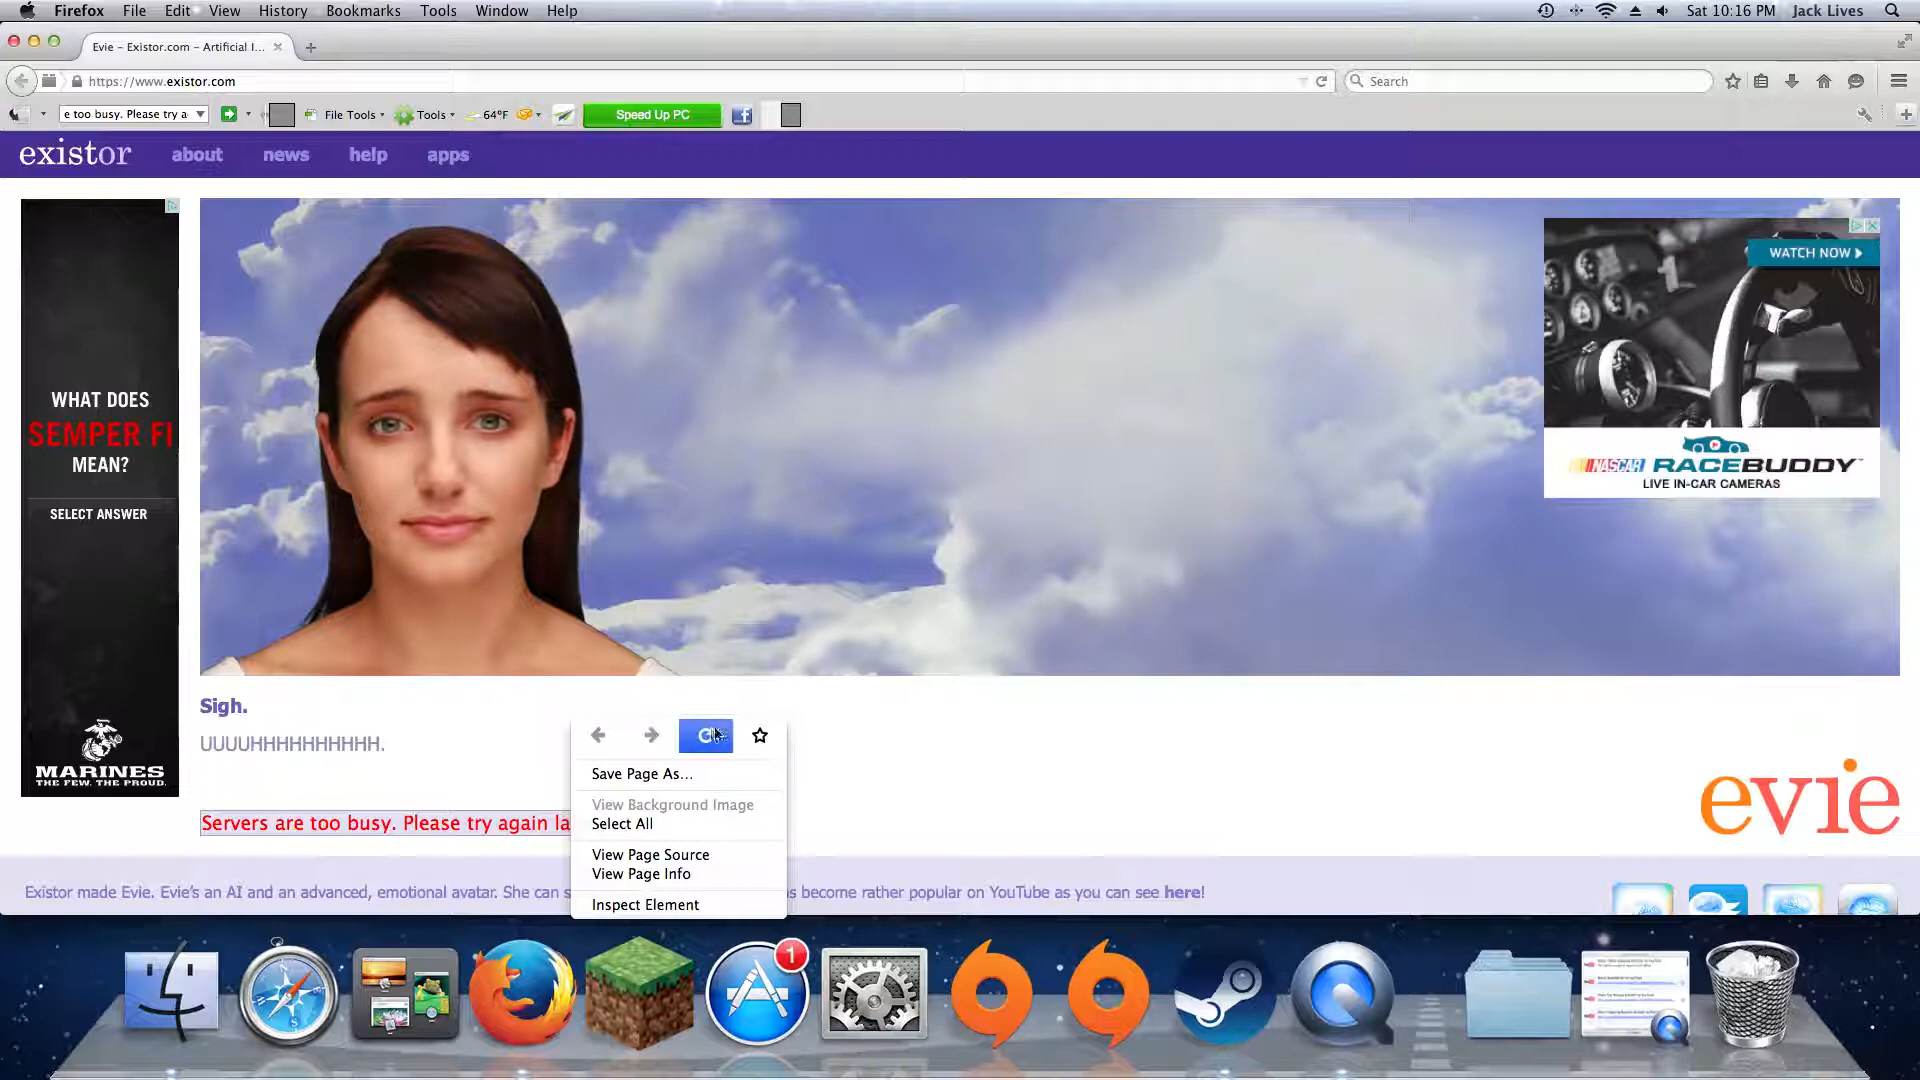 Firefox File Edit View History Bookmarks Tools Window Help Sat 10:16 PM Jack Lives
Evie – Existor.com – Artificial I...
https://www.existor.com Search
e too busy. Please try a File Tools Tools 64°F Speed Up PC
existor about news help apps
WATCH NOW
WHAT DOES
SEMPER FI
MEAN?
SELECT ANSWER
MARINES
THE FEW. THE PROUD.
NASCAR RACEBUDDY
LIVE IN-CAR CAMERAS
Sigh.
UUUUHHHHHHHHHHH.
Servers are too busy. Please try again la
Save Page As...
View Background Image
Select All
View Page Source
View Page Info
Inspect Element
evie
Existor made Evie. Evie's an AI and an advanced, emotional avatar. She can s
s become rather popular on YouTube as you can see here!
1